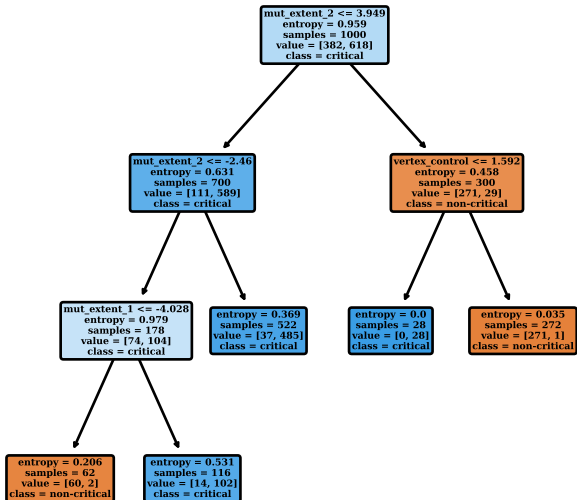 mut_extent_2 <= 3.949
entropy = 0.959
samples = 1000
value = [382, 618]
class = critical
mut_extent_2 <= -2.46
entropy = 0.631
samples = 700
value = [111, 589]
class = critical
vertex_control <= 1.592
entropy = 0.458
samples = 300
value = [271, 29]
class = non-critical
mut_extent_1 <= -4.028
entropy = 0.979
samples = 178
value = [74, 104]
class = critical
entropy = 0.369
samples = 522
value = [37, 485]
class = critical
entropy = 0.0
samples = 28
value = [0, 28]
class = critical
entropy = 0.035
samples = 272
value = [271, 1]
class = non-critical
entropy = 0.206
samples = 62
value = [60, 2]
class = non-critical
entropy = 0.531
samples = 116
value = [14, 102]
class = critical